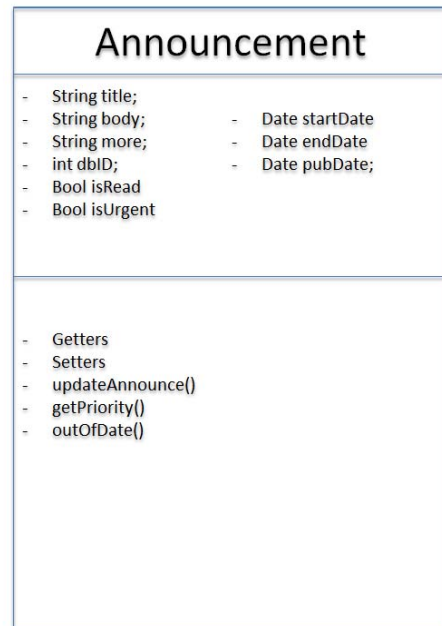 Announcement
- String title;
- String body;
- String more;
- int dbID;
- Bool isRead
- Bool isUrgent
- Date startDate
- Date endDate
- Date pubDate;
- Getters
- Setters
- updateAnnounce()
- getPriority()
- outOfDate()